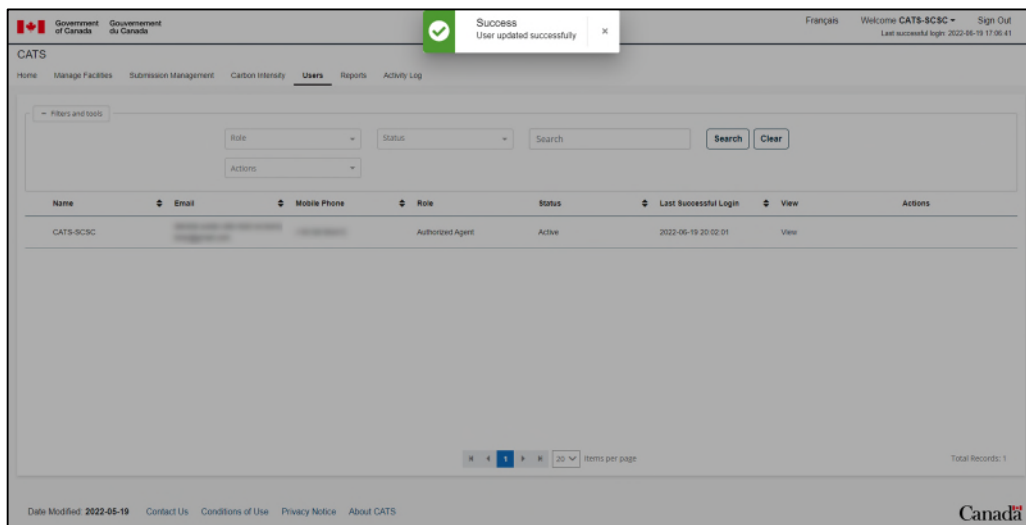 Government of Canada
Gouvernement du Canada
Success
User updated successfully
×
Français
Welcome CATS-SCSC
Sign Out
Last successful login: 2022-06-19 17:06:41
CATS
Home Manage Facilities Submission Management Carbon Intensity Users Reports Activity Log
− Filters and tools
Role Status Search Search Clear
Actions
Name Email Mobile Phone Role Status Last Successful Login View Actions
CATS-SCSC Authorized Agent Active 2022-06-19 20:02:01 View
1 20 items per page Total Records: 1
Date Modified: 2022-05-19 Contact Us Conditions of Use Privacy Notice About CATS
Canada